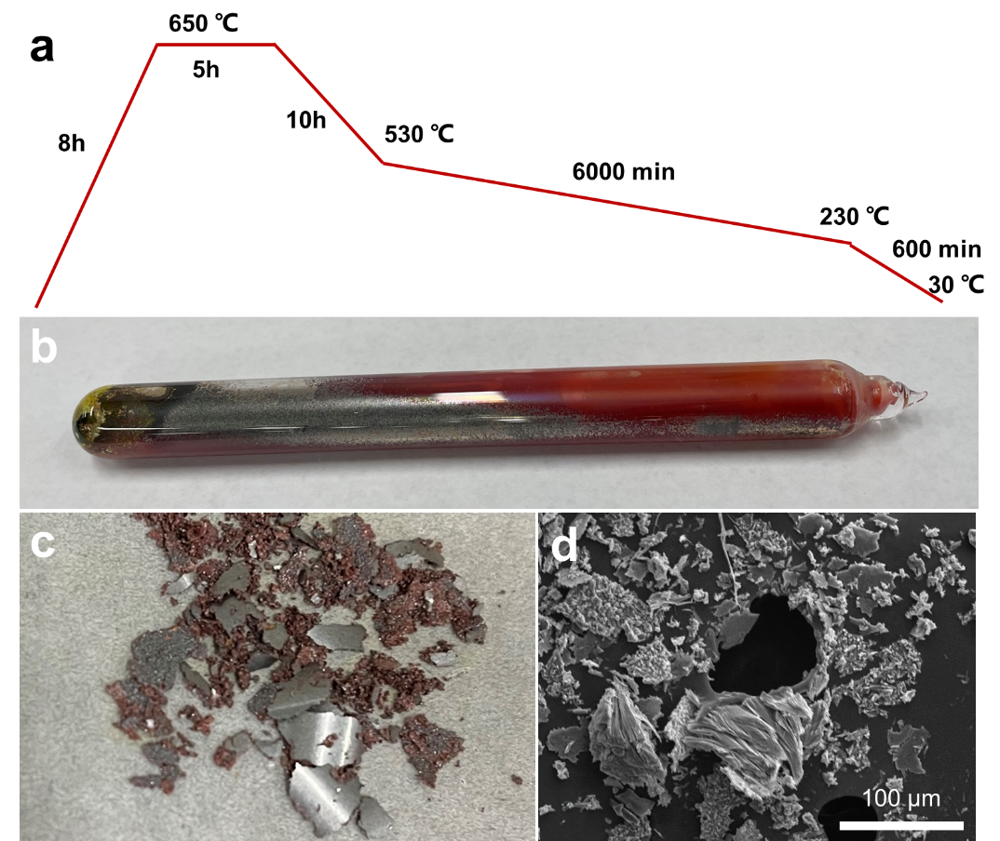 a
650 ℃
5h
8h
10h
530 ℃
6000 min
230 ℃
600 min
30 ℃
b
c
d
100 µm